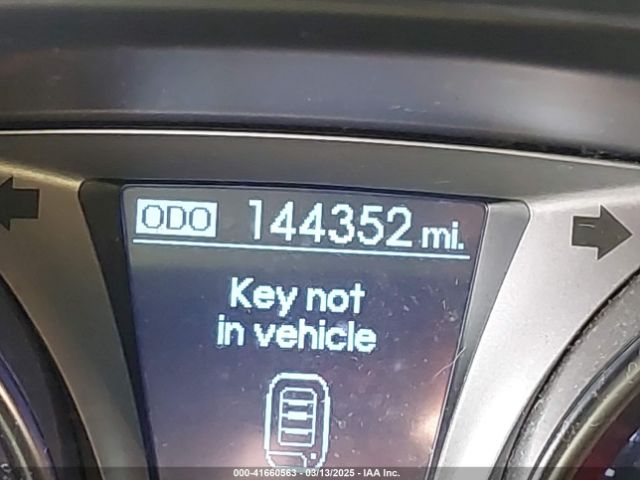 ODO 144352 mi.
Key not
in vehicle
000-41660563 - 03/13/2025 - IAA Inc.